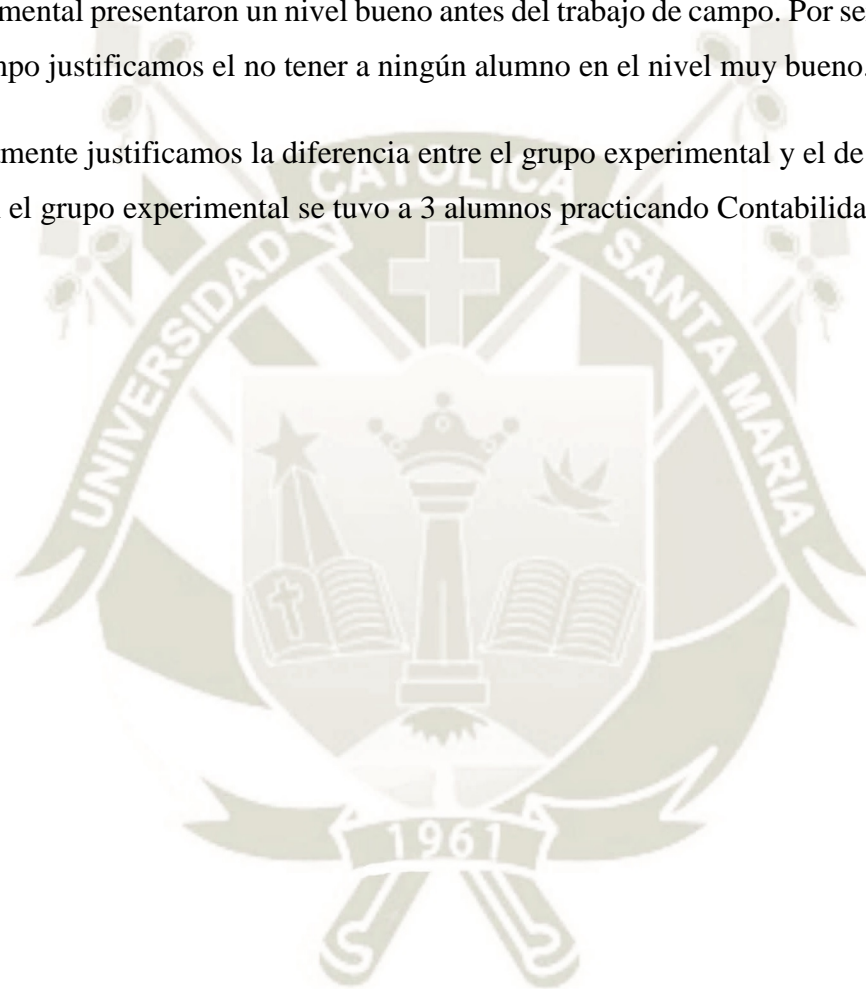 mental presentaron un nivel bueno antes del trabajo de campo. Por se
npo justificamos el no tener a ningún alumno en el nivel muy bueno.
mente justificamos la diferencia entre el grupo experimental y el de
el grupo experimental se tuvo a 3 alumnos practicando Contabilida
UNIVERSIDAD CATOLICA SANTA MARIA
1961